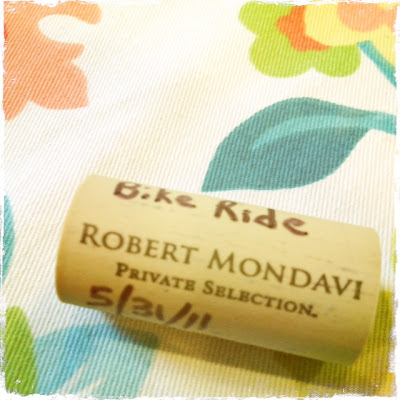 Bike Ride
ROBERT MONDAVI
PRIVATE SELECTION.
5/31/11